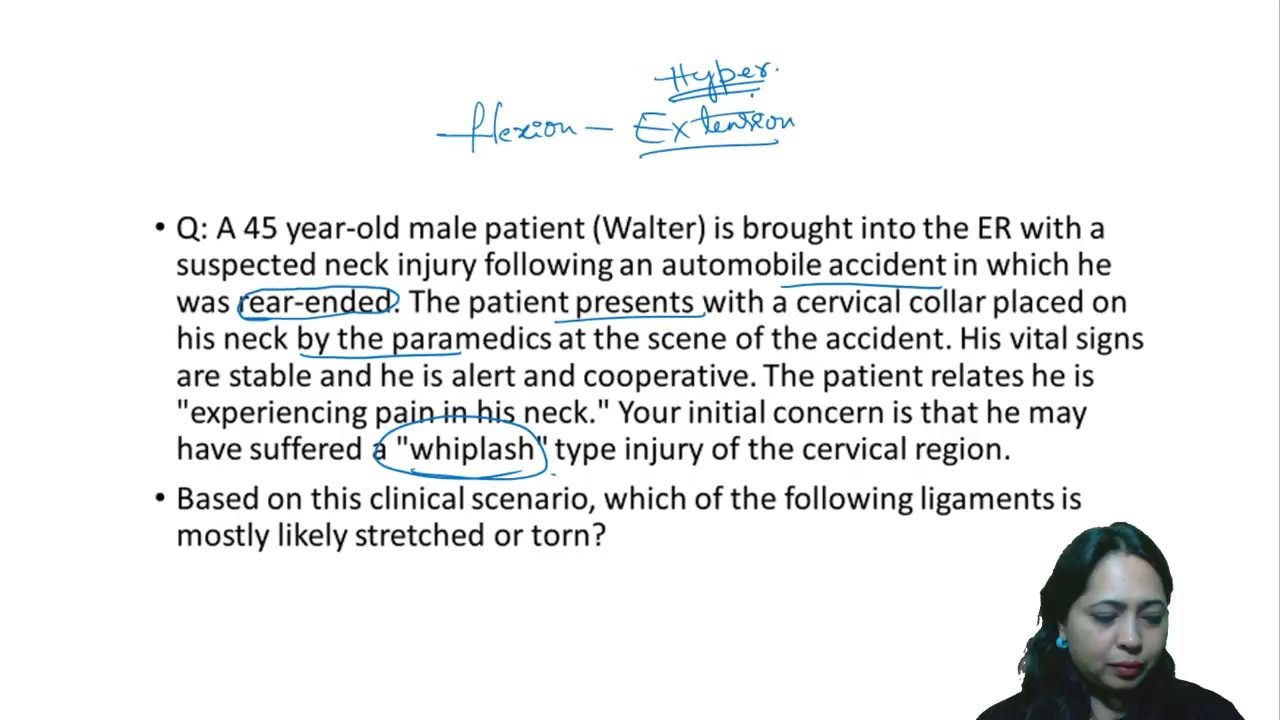 Hyper.
flexion - Extension
• Q: A 45 year-old male patient (Walter) is brought into the ER with a
suspected neck injury following an automobile accident in which he
was rear-ended. The patient presents with a cervical collar placed on
his neck by the paramedics at the scene of the accident. His vital signs
are stable and he is alert and cooperative. The patient relates he is
"experiencing pain in his neck." Your initial concern is that he may
have suffered a "whiplash" type injury of the cervical region.
• Based on this clinical scenario, which of the following ligaments is
mostly likely stretched or torn?